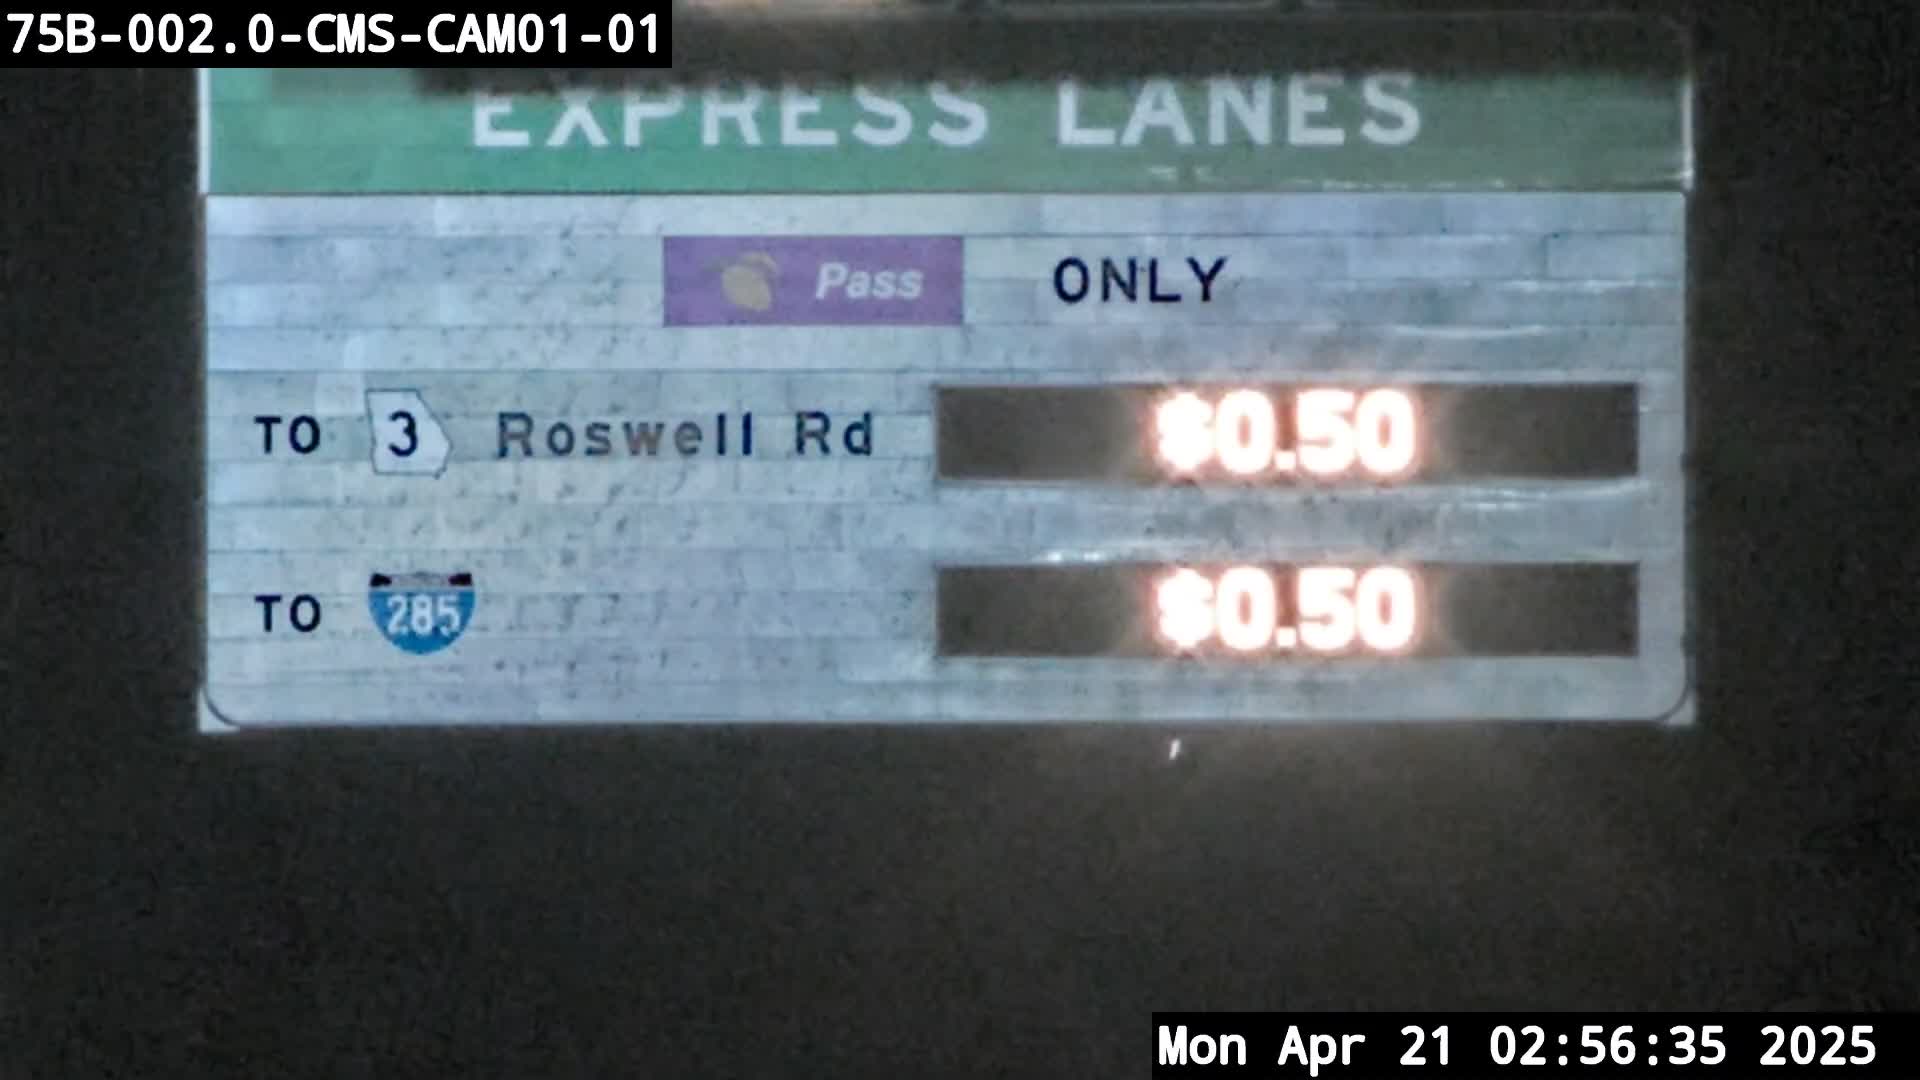 75B-002.0-CMS-CAM01-01
EXPRESS LANES
Pass ONLY
TO 3 Roswell Rd $0.50
TO 285 $0.50
Mon Apr 21 02:56:35 2025